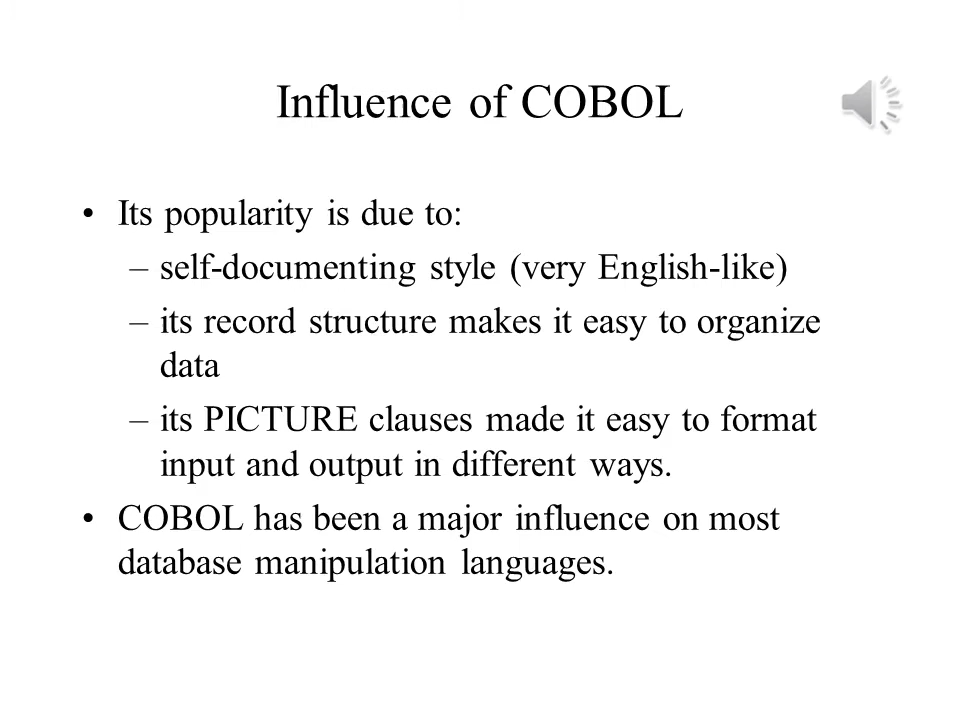 Influence of COBOL
• Its popularity is due to:
– self-documenting style (very English-like)
– its record structure makes it easy to organize
data
– its PICTURE clauses made it easy to format
input and output in different ways.
• COBOL has been a major influence on most
database manipulation languages.